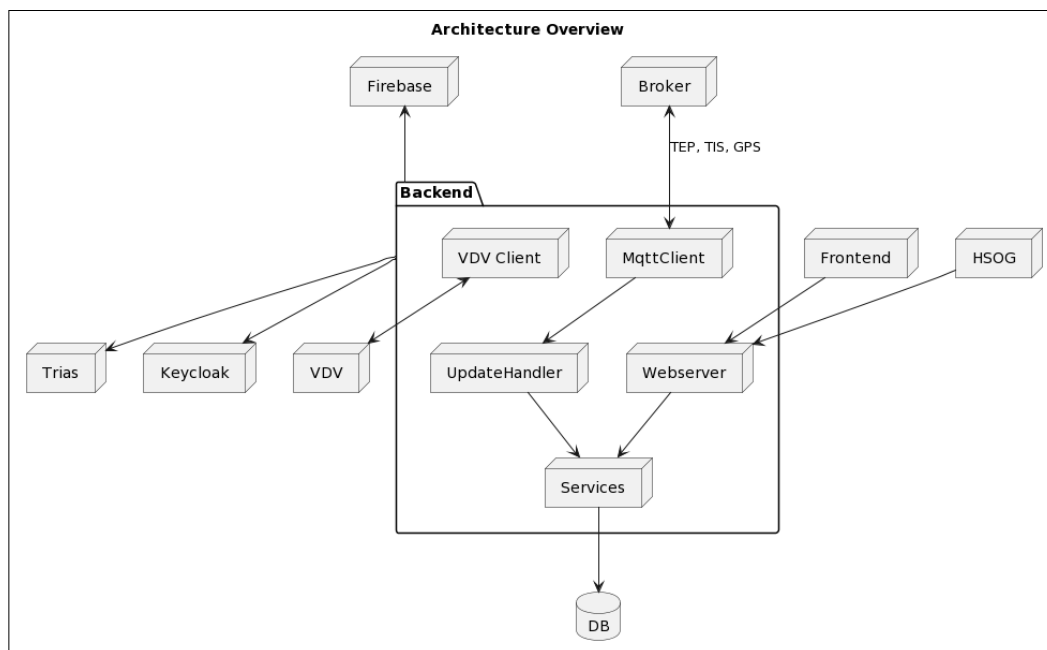 Architecture Overview
Firebase
Broker
TEP, TIS, GPS
Backend
VDV Client
MqttClient
Frontend
HSOG
Trias
Keycloak
VDV
UpdateHandler
Webserver
Services
DB